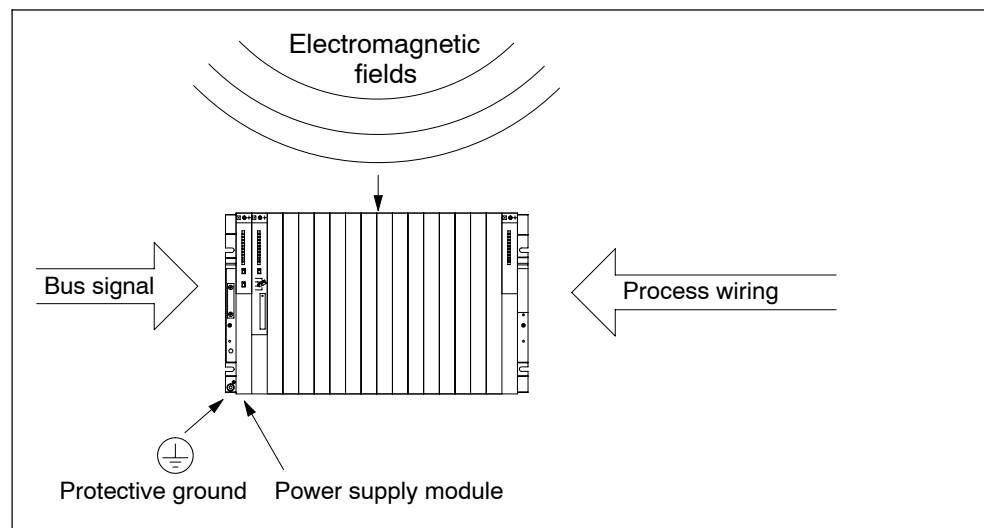 Electromagnetic
fields
Bus signal
Process wiring
Protective ground
Power supply module